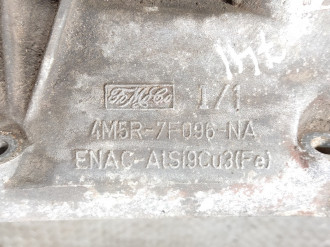 FoMoCo 1/1
4M5R-7F096-NA
ENAC-AlSi9Cu3(Fe)